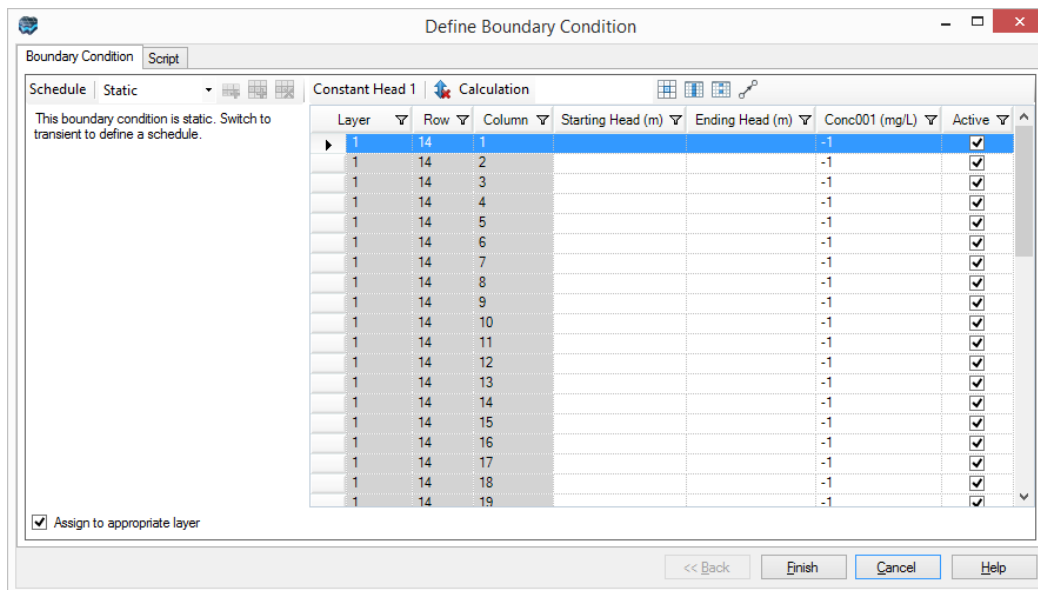 Define Boundary Condition
Boundary Condition Script
Schedule Static Constant Head 1 Calculation
This boundary condition is static. Switch to
transient to define a schedule.
Layer Row Column Starting Head (m) Ending Head (m) Conc001 (mg/L) Active
1 14 1 -1
1 14 2 -1
1 14 3 -1
1 14 4 -1
1 14 5 -1
1 14 6 -1
1 14 7 -1
1 14 8 -1
1 14 9 -1
1 14 10 -1
1 14 11 -1
1 14 12 -1
1 14 13 -1
1 14 14 -1
1 14 15 -1
1 14 16 -1
1 14 17 -1
1 14 18 -1
1 14 19 -1
Assign to appropriate layer
<< Back Finish Cancel Help